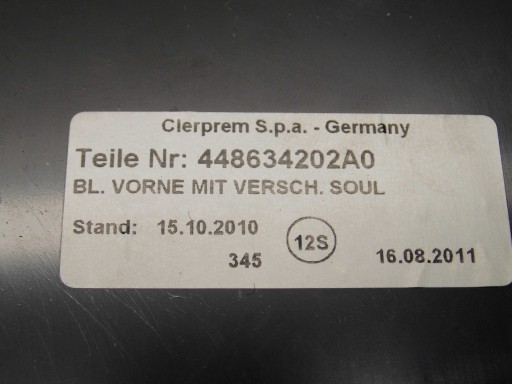 Clerprem S.p.a. - Germany
Teile Nr: 448634202A0
BL. VORNE MIT VERSCH. SOUL
Stand: 15.10.2010
12S
345
16.08.2011